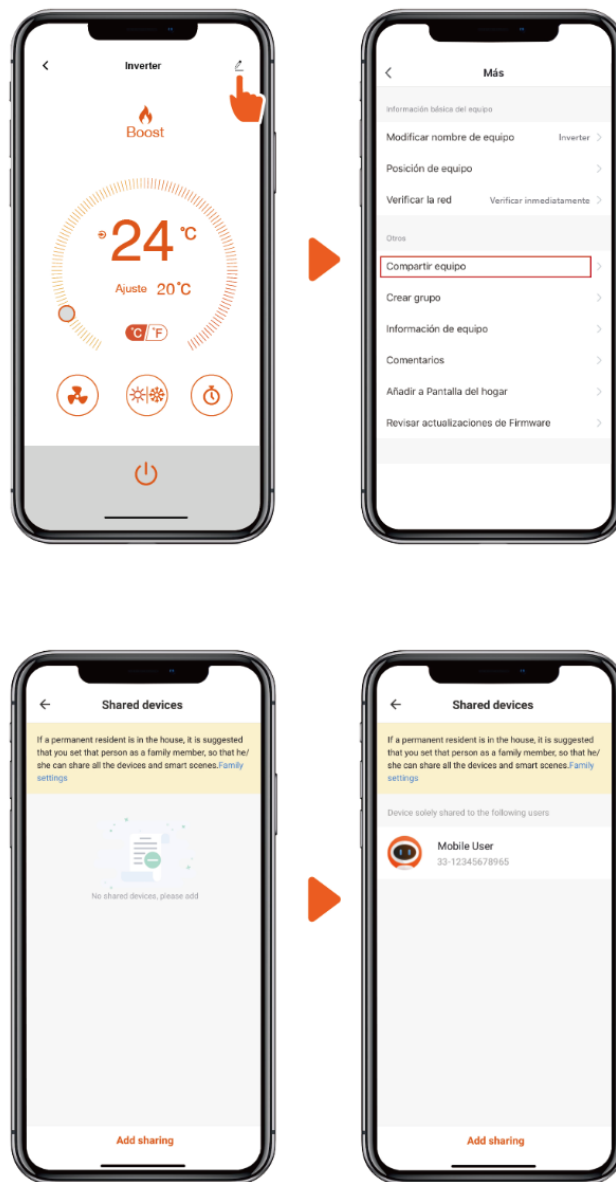 Inverter
Boost
24 °C
Ajuste 20°C
°C °F
Más
Información básica del equipo
Modificar nombre de equipo Inverter
Posición de equipo
Verificar la red Verificar inmediatamente
Otros
Compartir equipo
Crear grupo
Información de equipo
Comentarios
Añadir a Pantalla del hogar
Revisar actualizaciones de Firmware
Shared devices
If a permanent resident is in the house, it is suggested
that you set that person as a family member, so that he/
she can share all the devices and smart scenes.Family
settings
No shared devices, please add
Add sharing
Shared devices
If a permanent resident is in the house, it is suggested
that you set that person as a family member, so that he/
she can share all the devices and smart scenes.Family
settings
Device solely shared to the following users
Mobile User
33-12345678965
Add sharing